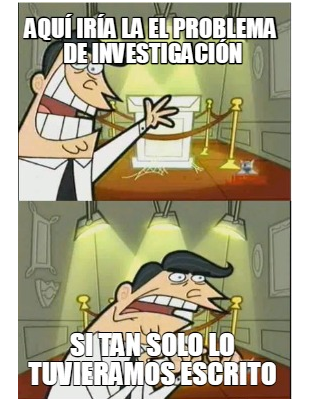 AQUÍ IRÍA LA EL PROBLEMA
DE INVESTIGACIÓN
SI TAN SOLO LO
TUVIERAMOS ESCRITO